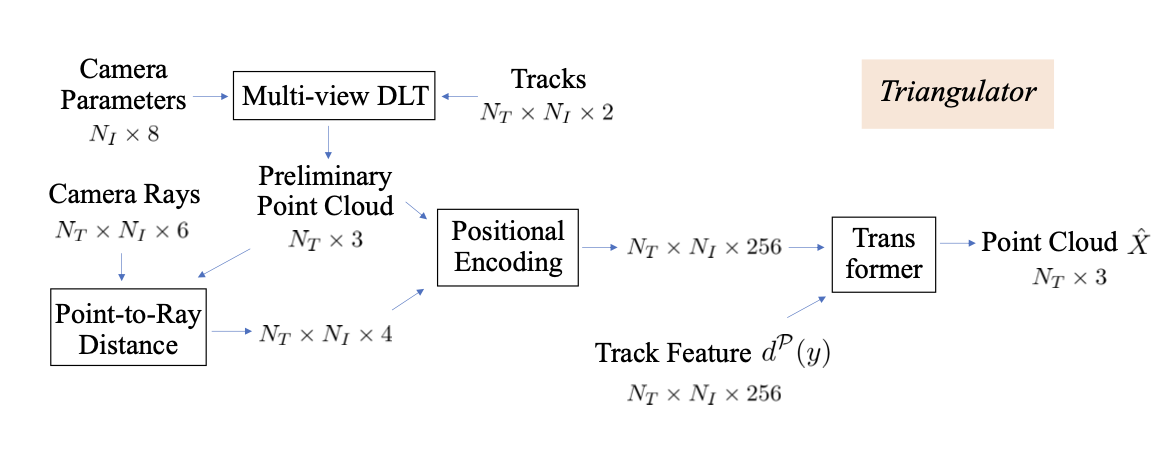 Camera
Parameters
N_I × 8
Multi-view DLT
Tracks
N_T × N_I × 2
Triangulator
Preliminary
Point Cloud
N_T × 3
Camera Rays
N_T × N_I × 6
Positional
Encoding
N_T × N_I × 256
Trans
former
Point Cloud X̂
N_T × 3
Point-to-Ray
Distance
N_T × N_I × 4
Track Feature d^𝒫(y)
N_T × N_I × 256